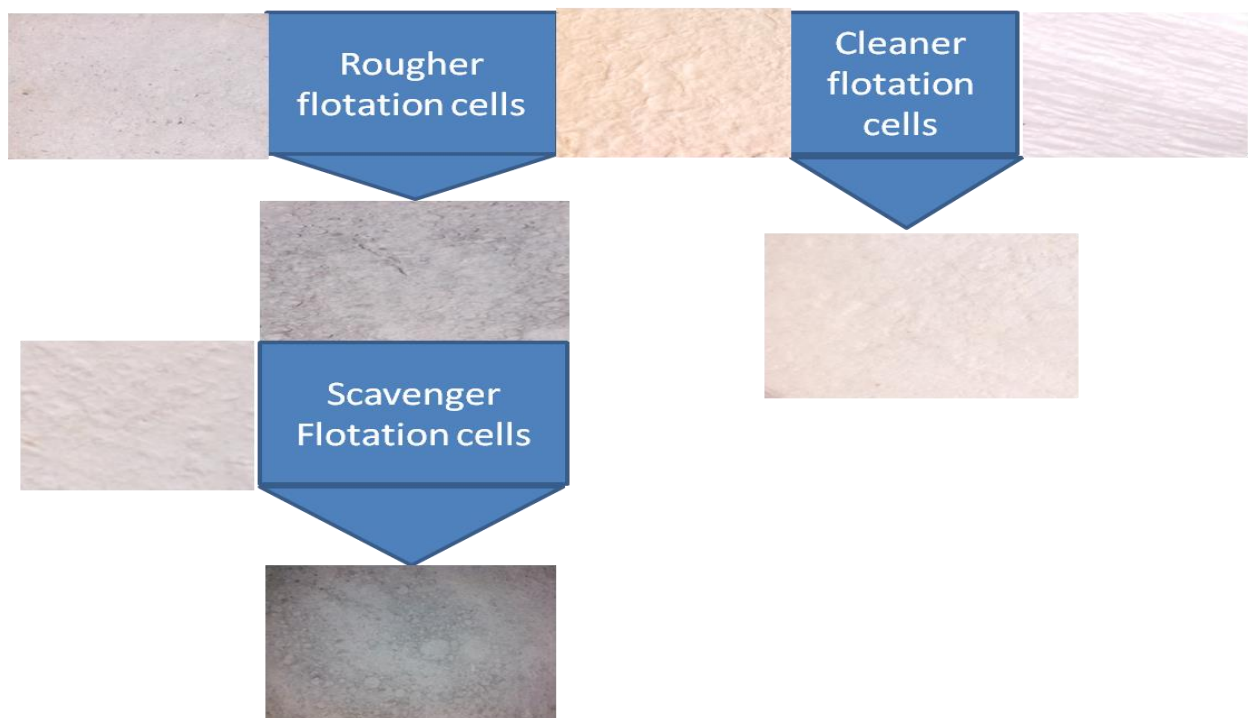 Rougher
flotation cells
Cleaner
flotation
cells
Scavenger
Flotation cells